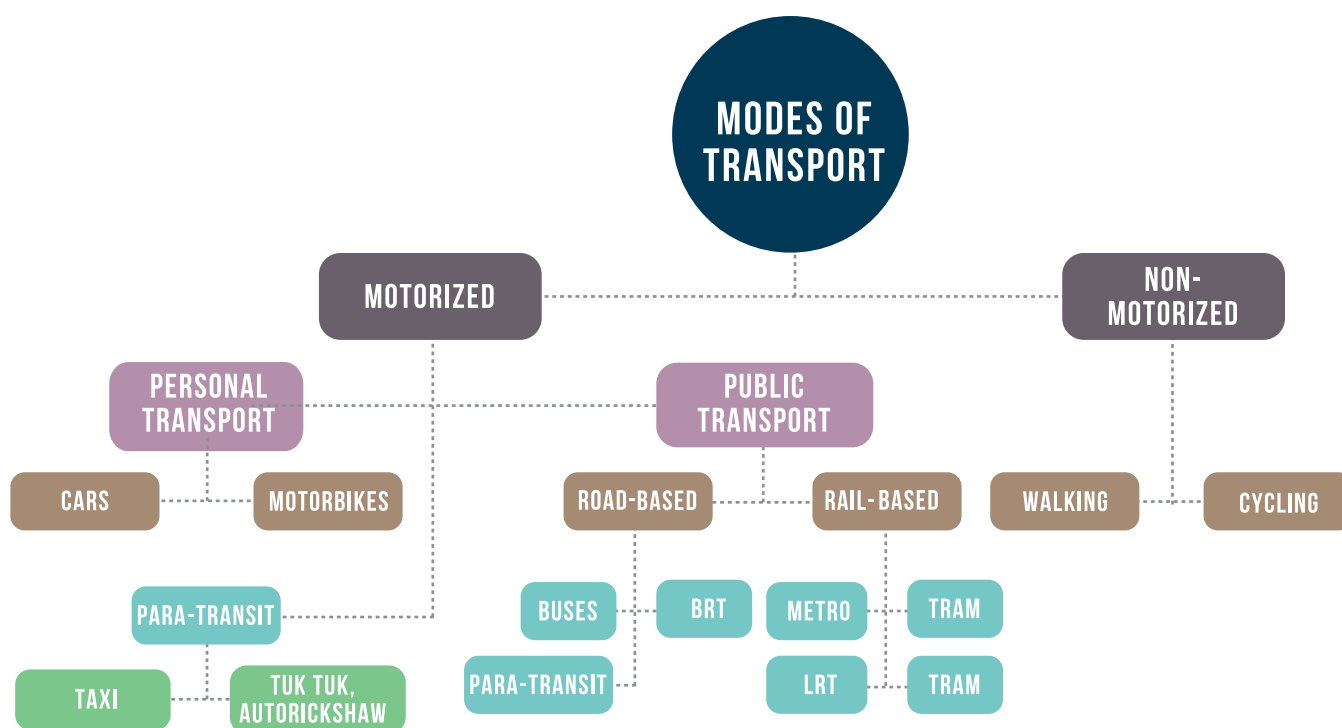 MODES OF
TRANSPORT
MOTORIZED
NON-
MOTORIZED
PERSONAL
TRANSPORT
PUBLIC
TRANSPORT
CARS
MOTORBIKES
ROAD-BASED
RAIL-BASED
WALKING
CYCLING
PARA-TRANSIT
BUSES
BRT
METRO
TRAM
TAXI
TUK TUK,
AUTORICKSHAW
PARA-TRANSIT
LRT
TRAM